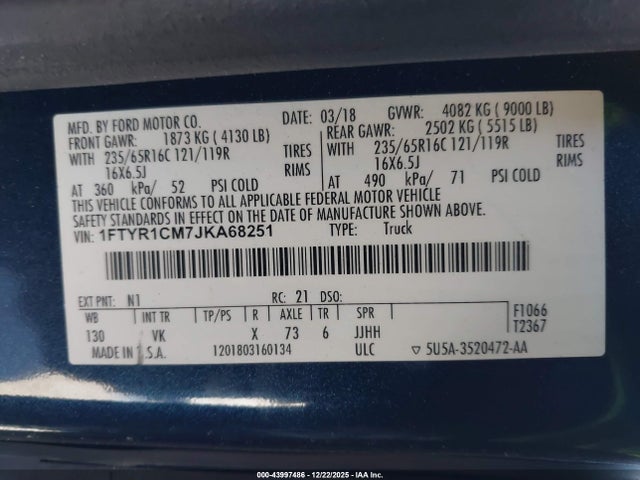 MFD. BY FORD MOTOR CO. DATE: 03/18 GVWR: 4082 KG ( 9000 LB)
FRONT GAWR: 1873 KG ( 4130 LB) REAR GAWR: 2502 KG ( 5515 LB)
WITH 235/65R16C 121/119R TIRES WITH 235/65R16C 121/119R TIRES
16X6.5J RIMS 16X6.5J RIMS
AT 360 kPa/ 52 PSI COLD AT 490 kPa/ 71 PSI COLD
THIS VEHICLE CONFORMS TO ALL APPLICABLE FEDERAL MOTOR VEHICLE
SAFETY STANDARDS IN EFFECT ON THE DATE OF MANUFACTURE SHOWN ABOVE.
VIN: 1FTYR1CM7JKA68251 TYPE: Truck
EXT PNT: N1 RC: 21 DSO:
WB INT TR TP/PS R AXLE TR SPR F1066
130 VK X 73 6 JJHH T2367
MADE IN U.S.A. 1201803160134 ULC ▽ 5U5A-3520472-AA
000-43997486 - 12/22/2025 - IAA Inc.